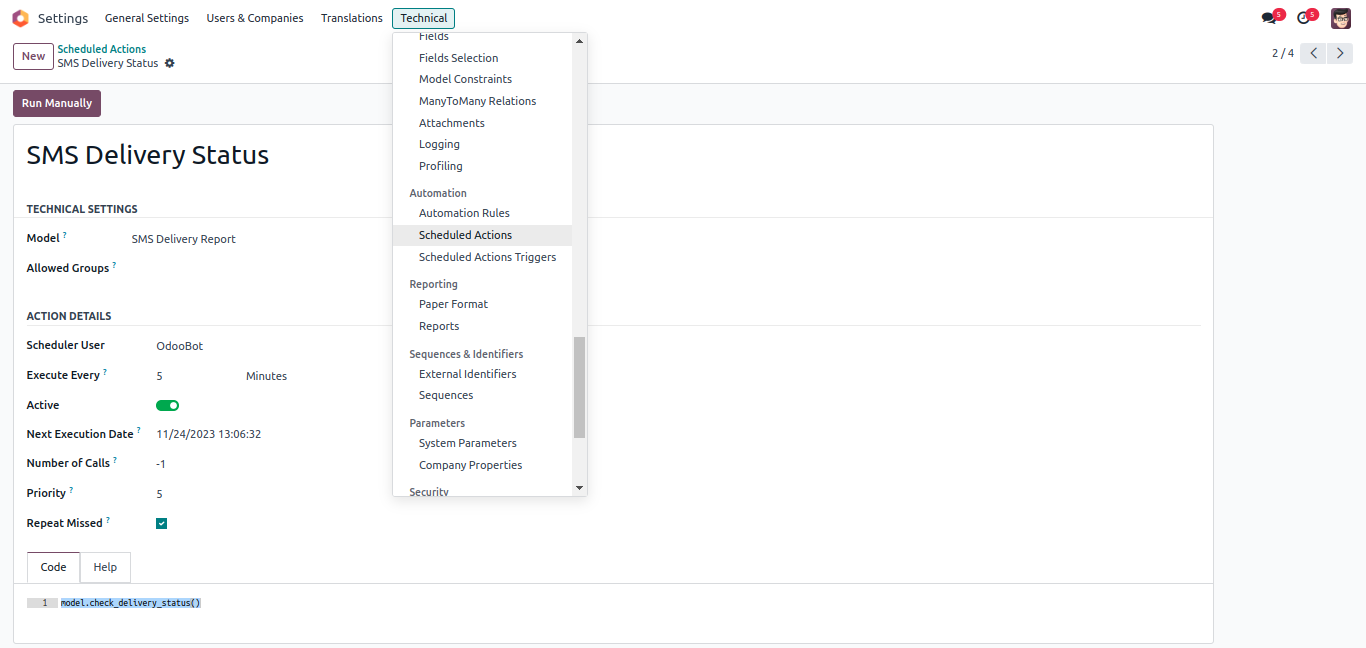 Settings General Settings Users & Companies Translations Technical 5 5
New Scheduled Actions
SMS Delivery Status
2 / 4
Run Manually
SMS Delivery Status
TECHNICAL SETTINGS
Model ? SMS Delivery Report
Allowed Groups ?
ACTION DETAILS
Scheduler User OdooBot
Execute Every ? 5 Minutes
Active
Next Execution Date ? 11/24/2023 13:06:32
Number of Calls ? -1
Priority ? 5
Repeat Missed ?
Code Help
1 model.check_delivery_status()
Fields
Fields Selection
Model Constraints
ManyToMany Relations
Attachments
Logging
Profiling
Automation
Automation Rules
Scheduled Actions
Scheduled Actions Triggers
Reporting
Paper Format
Reports
Sequences & Identifiers
External Identifiers
Sequences
Parameters
System Parameters
Company Properties
Security